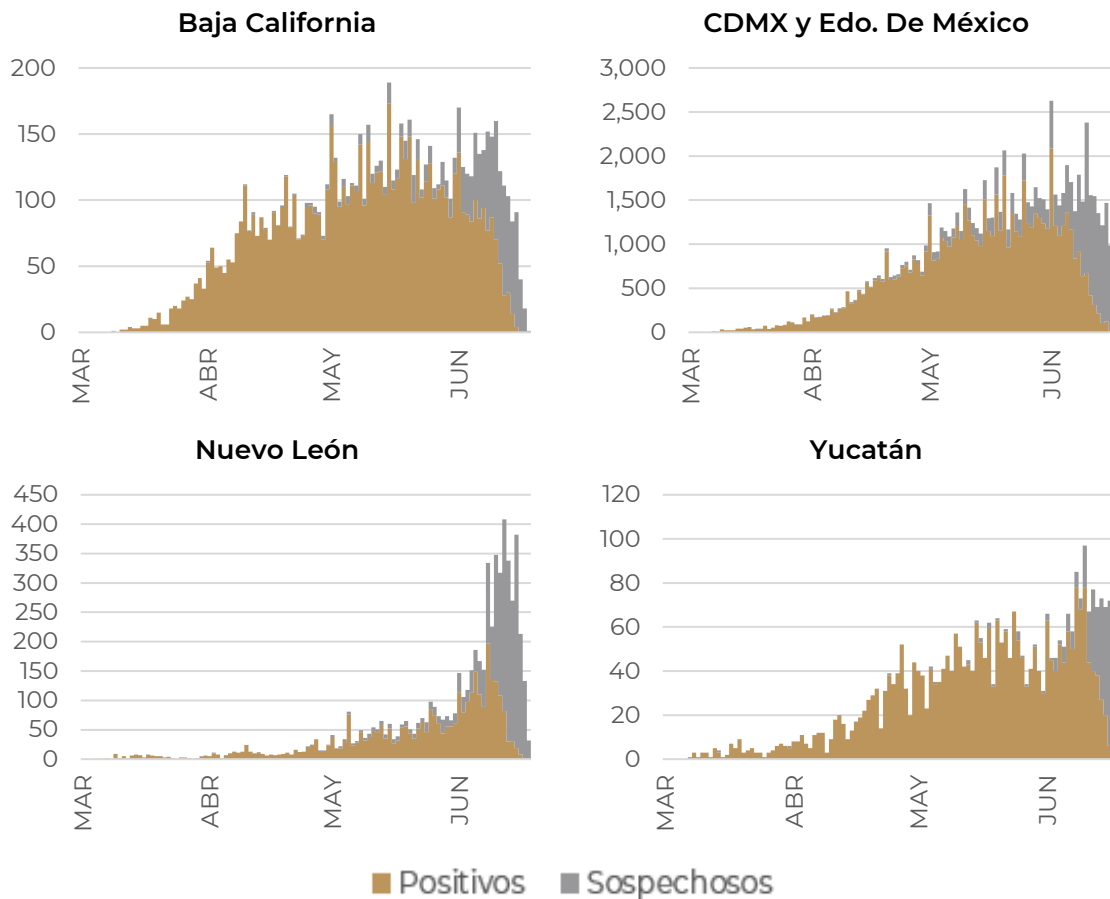 Baja California
200
150
100
50
0
MAR
ABR
MAY
JUN
CDMX y Edo. De México
3,000
2,500
2,000
1,500
1,000
500
0
MAR
ABR
MAY
JUN
Nuevo León
450
400
350
300
250
200
150
100
50
0
MAR
ABR
MAY
JUN
Yucatán
120
100
80
60
40
20
0
MAR
ABR
MAY
JUN
Positivos
Sospechosos